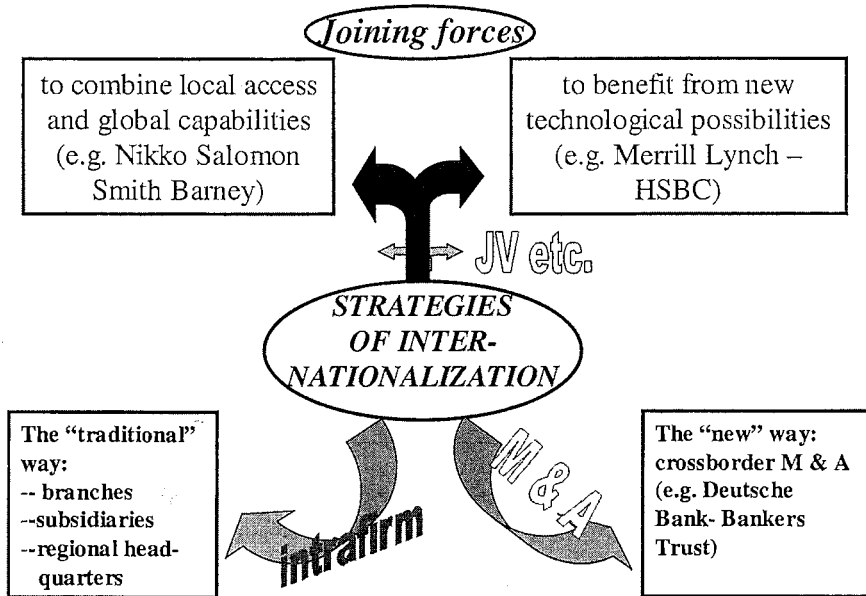 Joining forces
to combine local access
and global capabilities
(e.g. Nikko Salomon
Smith Barney)
to benefit from new
technological possibilities
(e.g. Merrill Lynch –
HSBC)
JV etc.
STRATEGIES
OF INTER-
NATIONALIZATION
The “traditional”
way:
-- branches
--subsidiaries
--regional head-
quarters
intrafirm
M & A
The “new” way:
crossborder M & A
(e.g. Deutsche
Bank- Bankers
Trust)